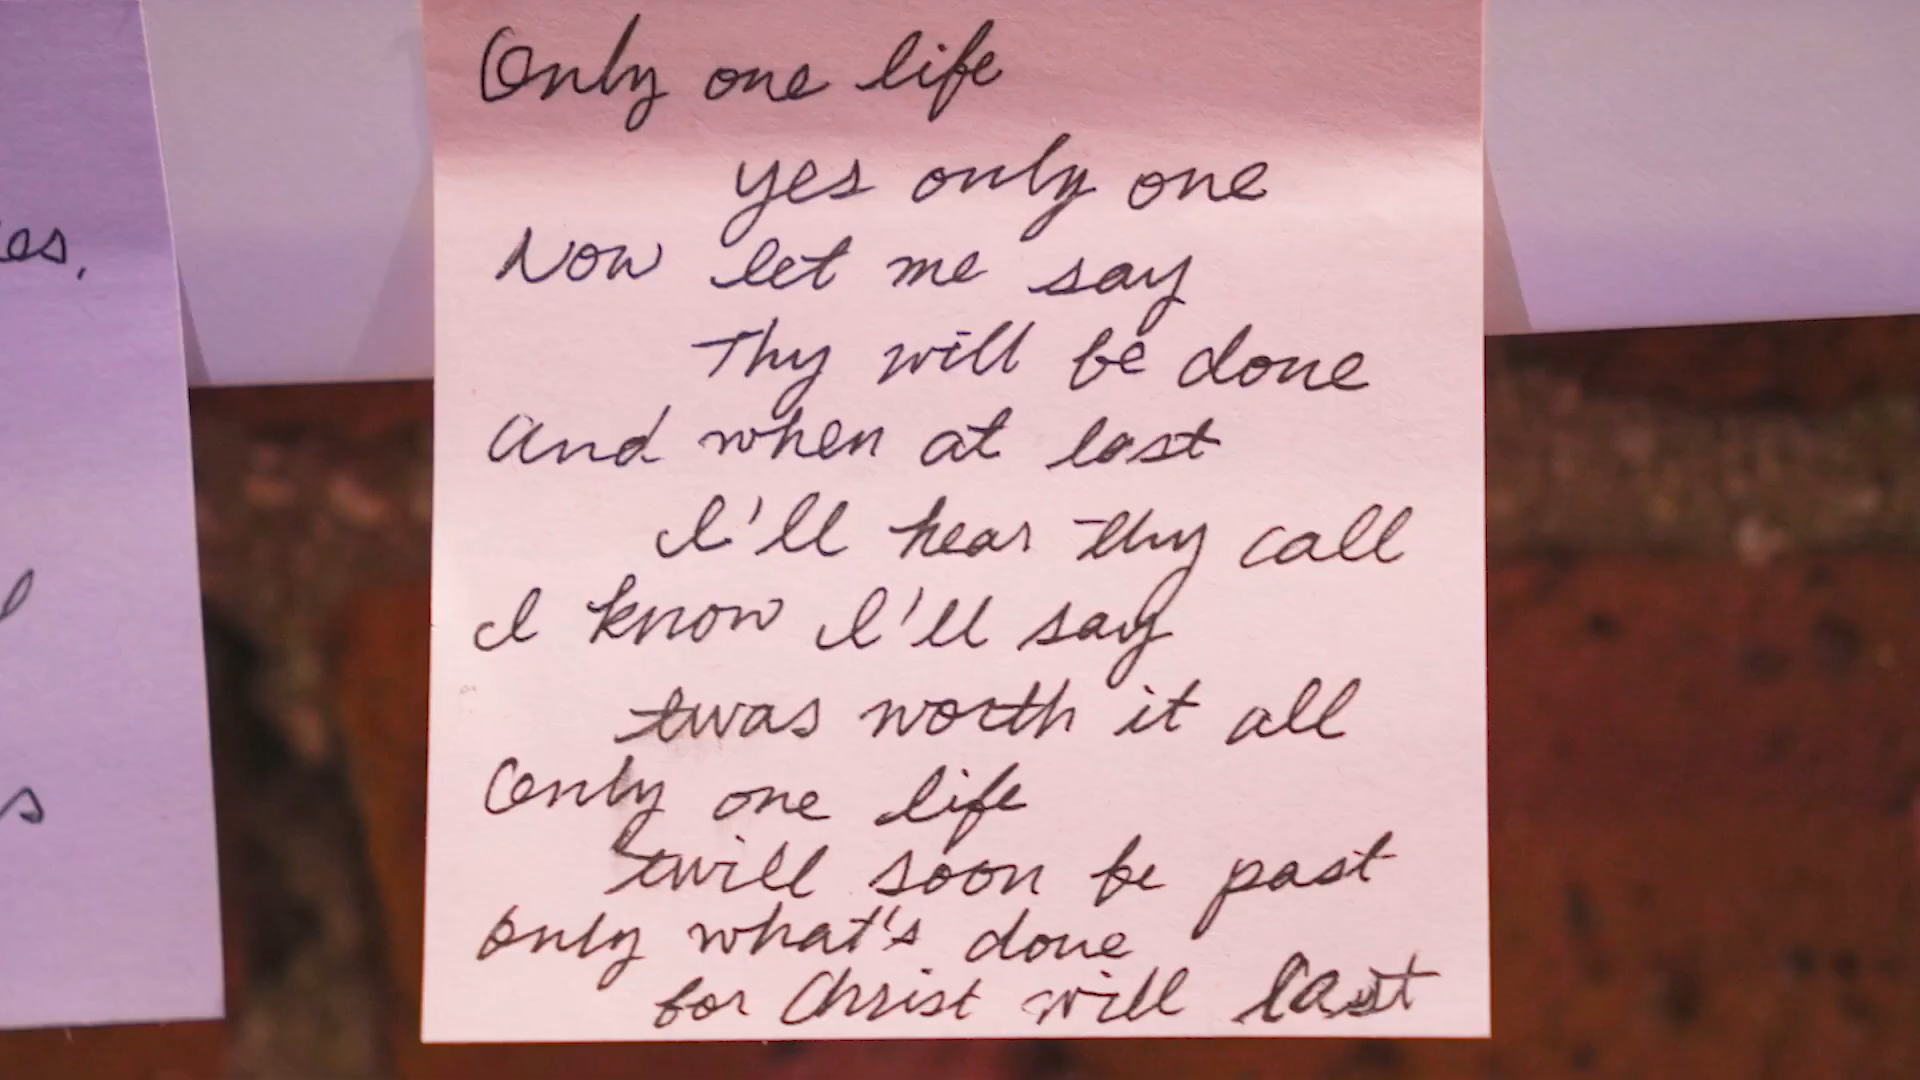 Only one life
yes only one
Now let me say
Thy will be done
And when at last
I'll hear thy call
I know I'll say
twas worth it all
Only one life
'twill soon be past
only what's done
for Christ will last
es,
s